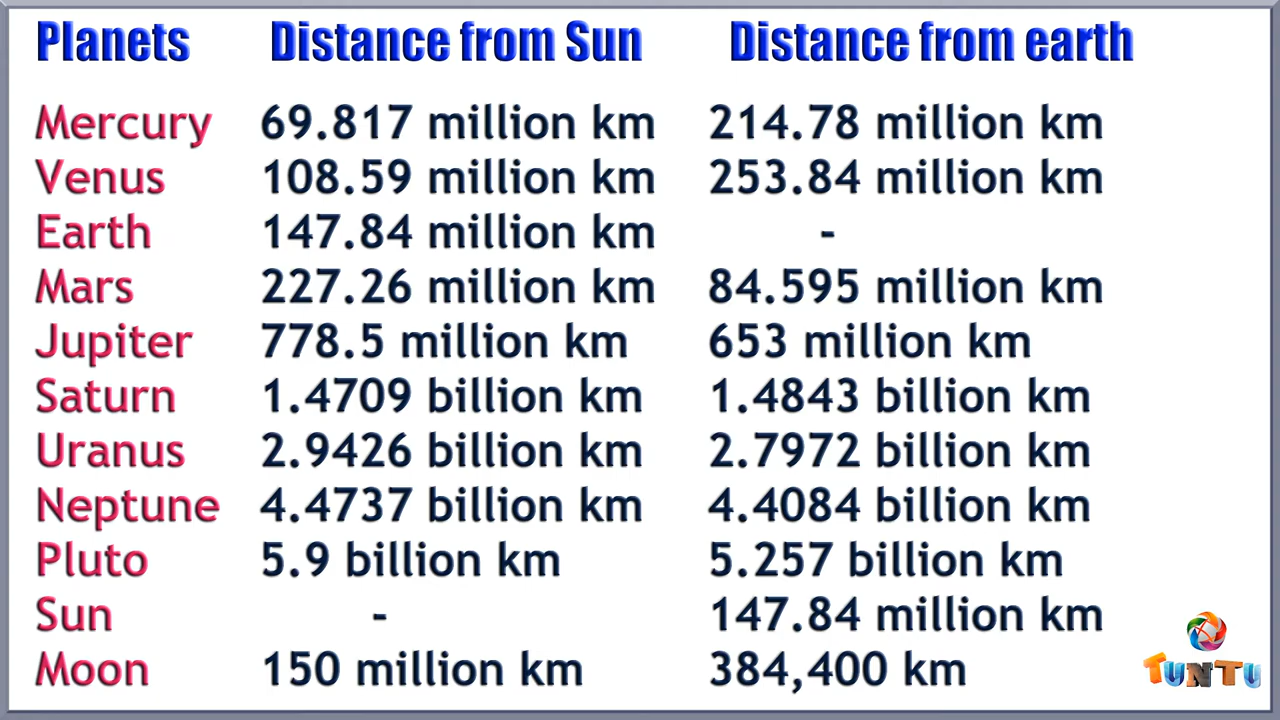 Planets Distance from Sun Distance from earth
Mercury 69.817 million km 214.78 million km
Venus 108.59 million km 253.84 million km
Earth 147.84 million km -
Mars 227.26 million km 84.595 million km
Jupiter 778.5 million km 653 million km
Saturn 1.4709 billion km 1.4843 billion km
Uranus 2.9426 billion km 2.7972 billion km
Neptune 4.4737 billion km 4.4084 billion km
Pluto 5.9 billion km 5.257 billion km
Sun - 147.84 million km
Moon 150 million km 384,400 km
TUNTU